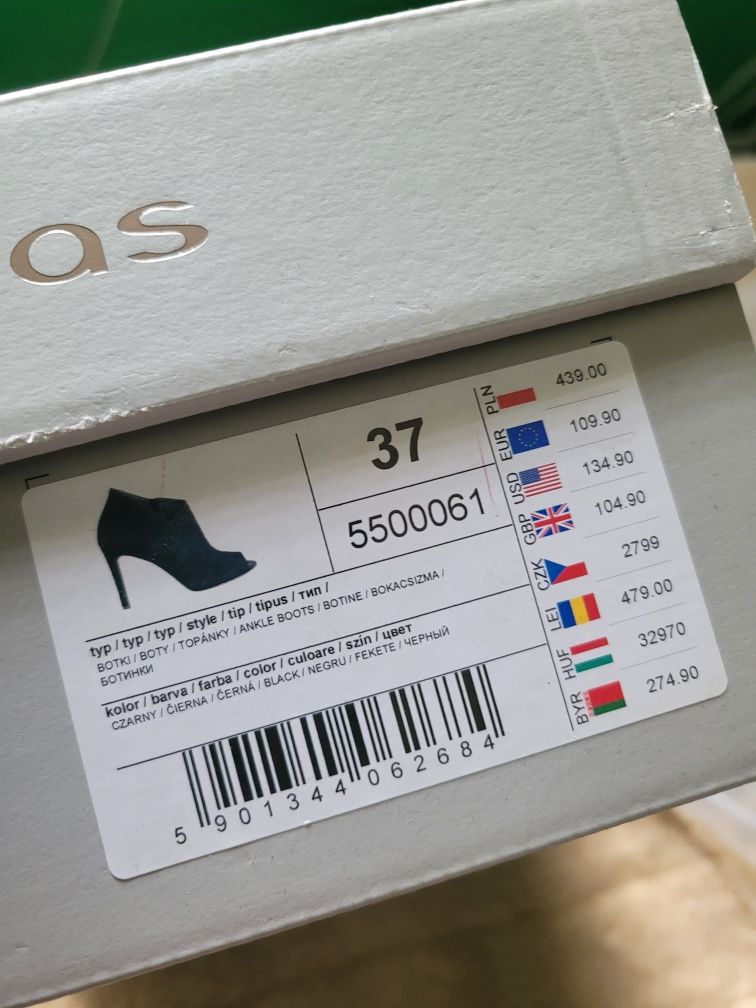 as
37
5500061
typ / typ / typ / style / tip / típus / тип /
BOTKI / BOTY / TOPÁNKY / ANKLE BOOTS / BOTINE / BOKACSIZMA /
БОТИНКИ
kolor / barva / farba / color / culoare / szín / цвет
CZARNY / ČIERNA / ČERNÁ / BLACK / NEGRU / FEKETE / ЧЕРНЫЙ
5 901344 062684
PLN 439.00
EUR 109.90
USD 134.90
GBP 104.90
CZK 2799
LEI 479.00
HUF 32970
BYR 274.90